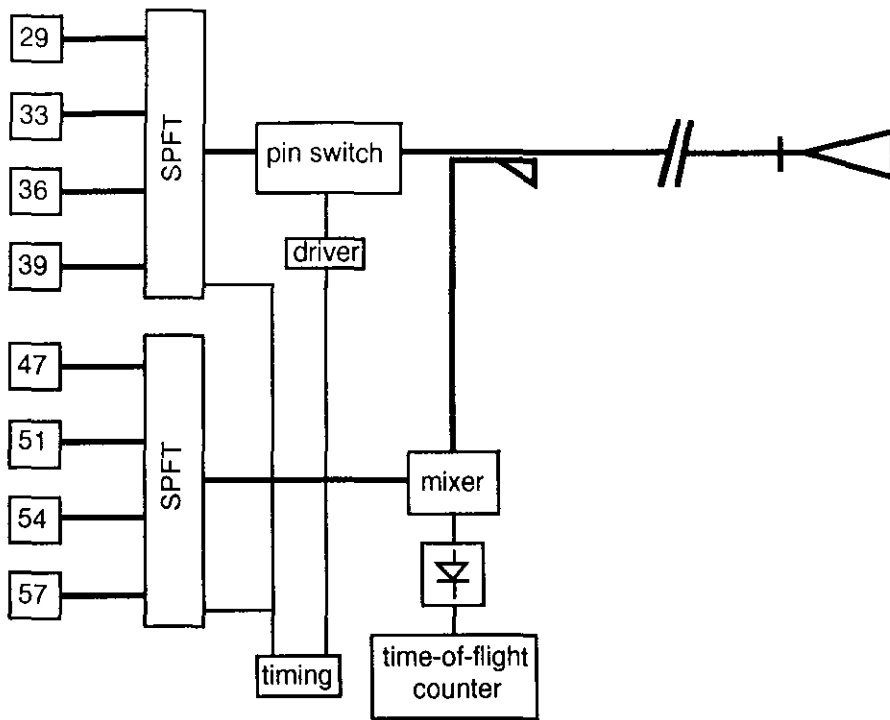 29
33
36
39
SPFT
pin switch
driver
47
51
54
57
SPFT
mixer
timing
time-of-flight
counter